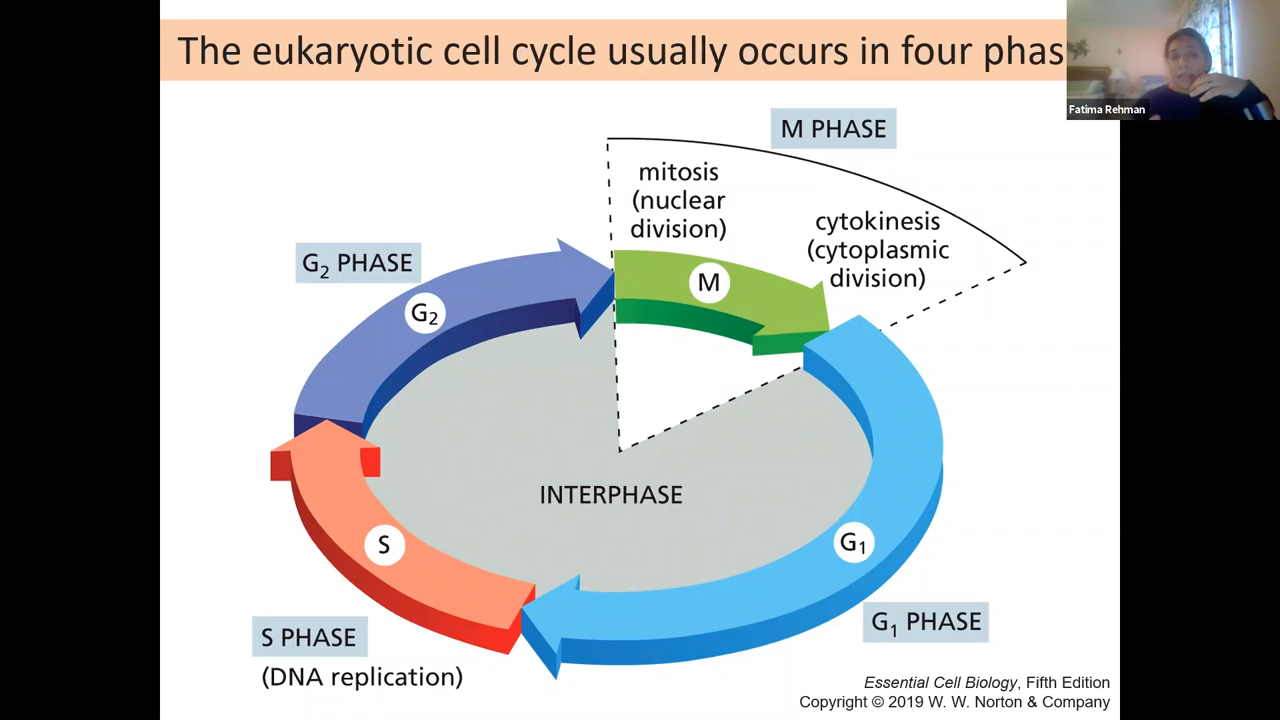 The eukaryotic cell cycle usually occurs in four phas
Fatima Rehman
M PHASE
mitosis
(nuclear
division)
cytokinesis
(cytoplasmic
division)
G₂ PHASE
M
G₂
INTERPHASE
S
G₁
G₁ PHASE
S PHASE
(DNA replication)
Essential Cell Biology, Fifth Edition
Copyright © 2019 W. W. Norton & Company